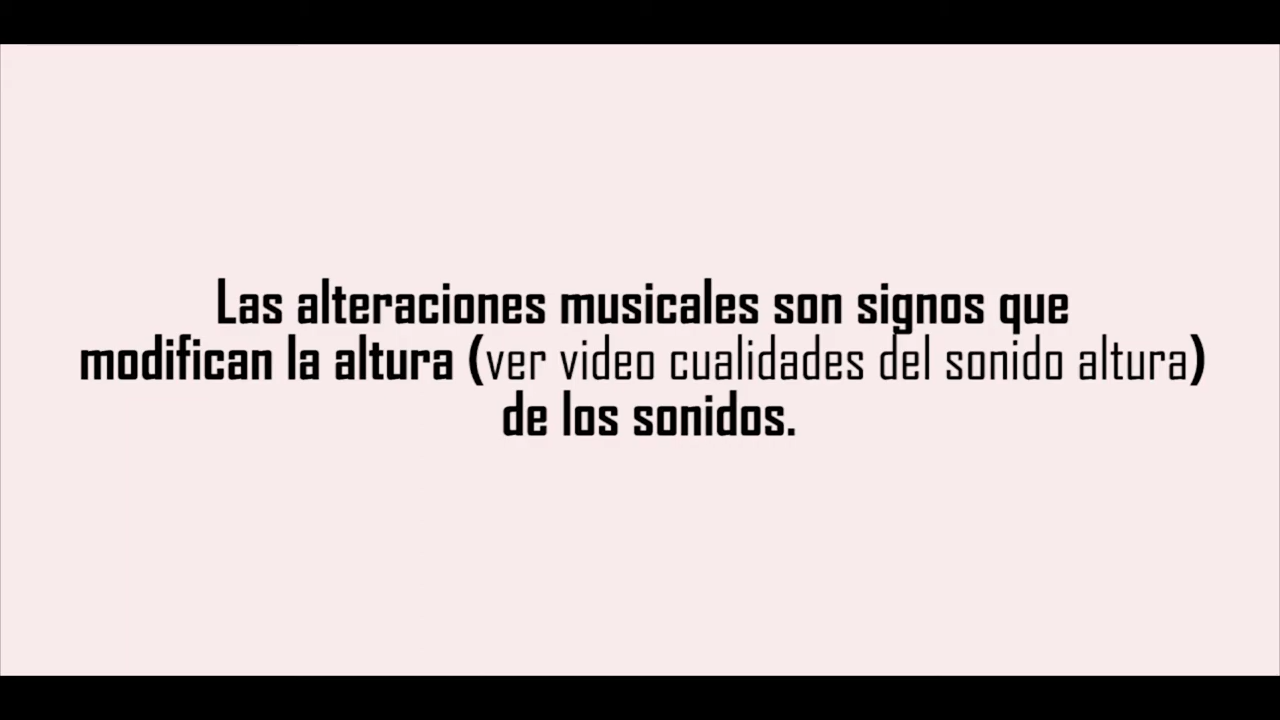 Las alteraciones musicales son signos que
modifican la altura (ver video cualidades del sonido altura)
de los sonidos.